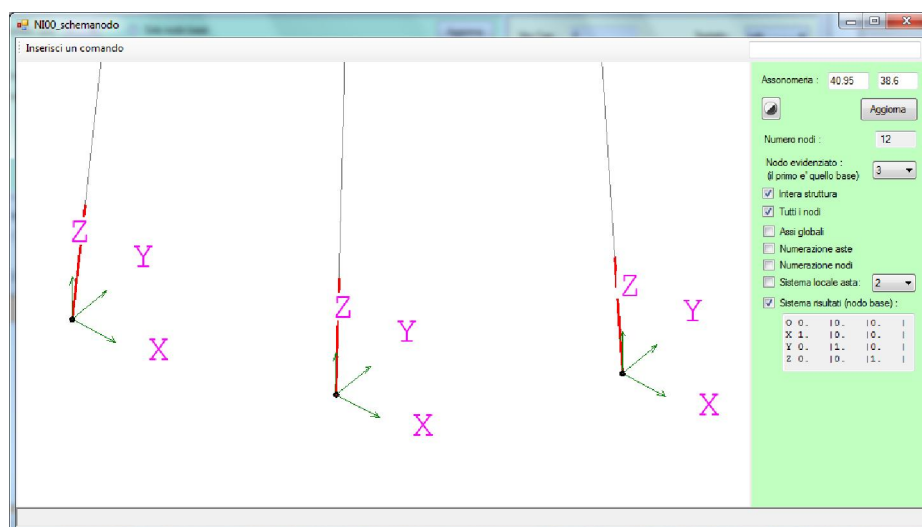 NI00_schemanodo
Inserisci un comando
Assonometria : 40.95 38.6
Aggiorna
Numero nodi : 12
Nodo evidenziato :
(il primo e' quello base) 3
Intera struttura
Tutti i nodi
Assi globali
Numerazione aste
Numerazione nodi
Sistema locale asta: 2
Sistema risultati (nodo base) :
O 0. |0. |0. |
X 1. |0. |0. |
Y 0. |1. |0. |
Z 0. |0. |1. |
Z Y X
Z Y X
Z Y X